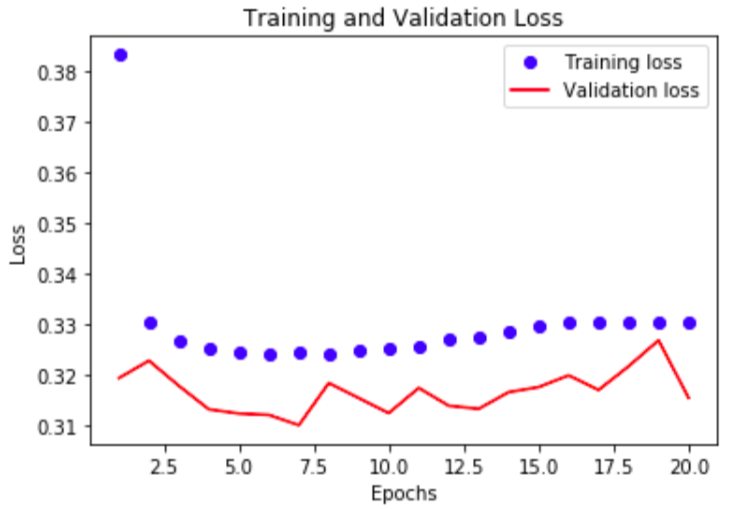 Training and Validation Loss
Training loss
Validation loss
0.38
0.37
0.36
0.35
0.34
0.33
0.32
0.31
Loss
2.5 5.0 7.5 10.0 12.5 15.0 17.5 20.0
Epochs